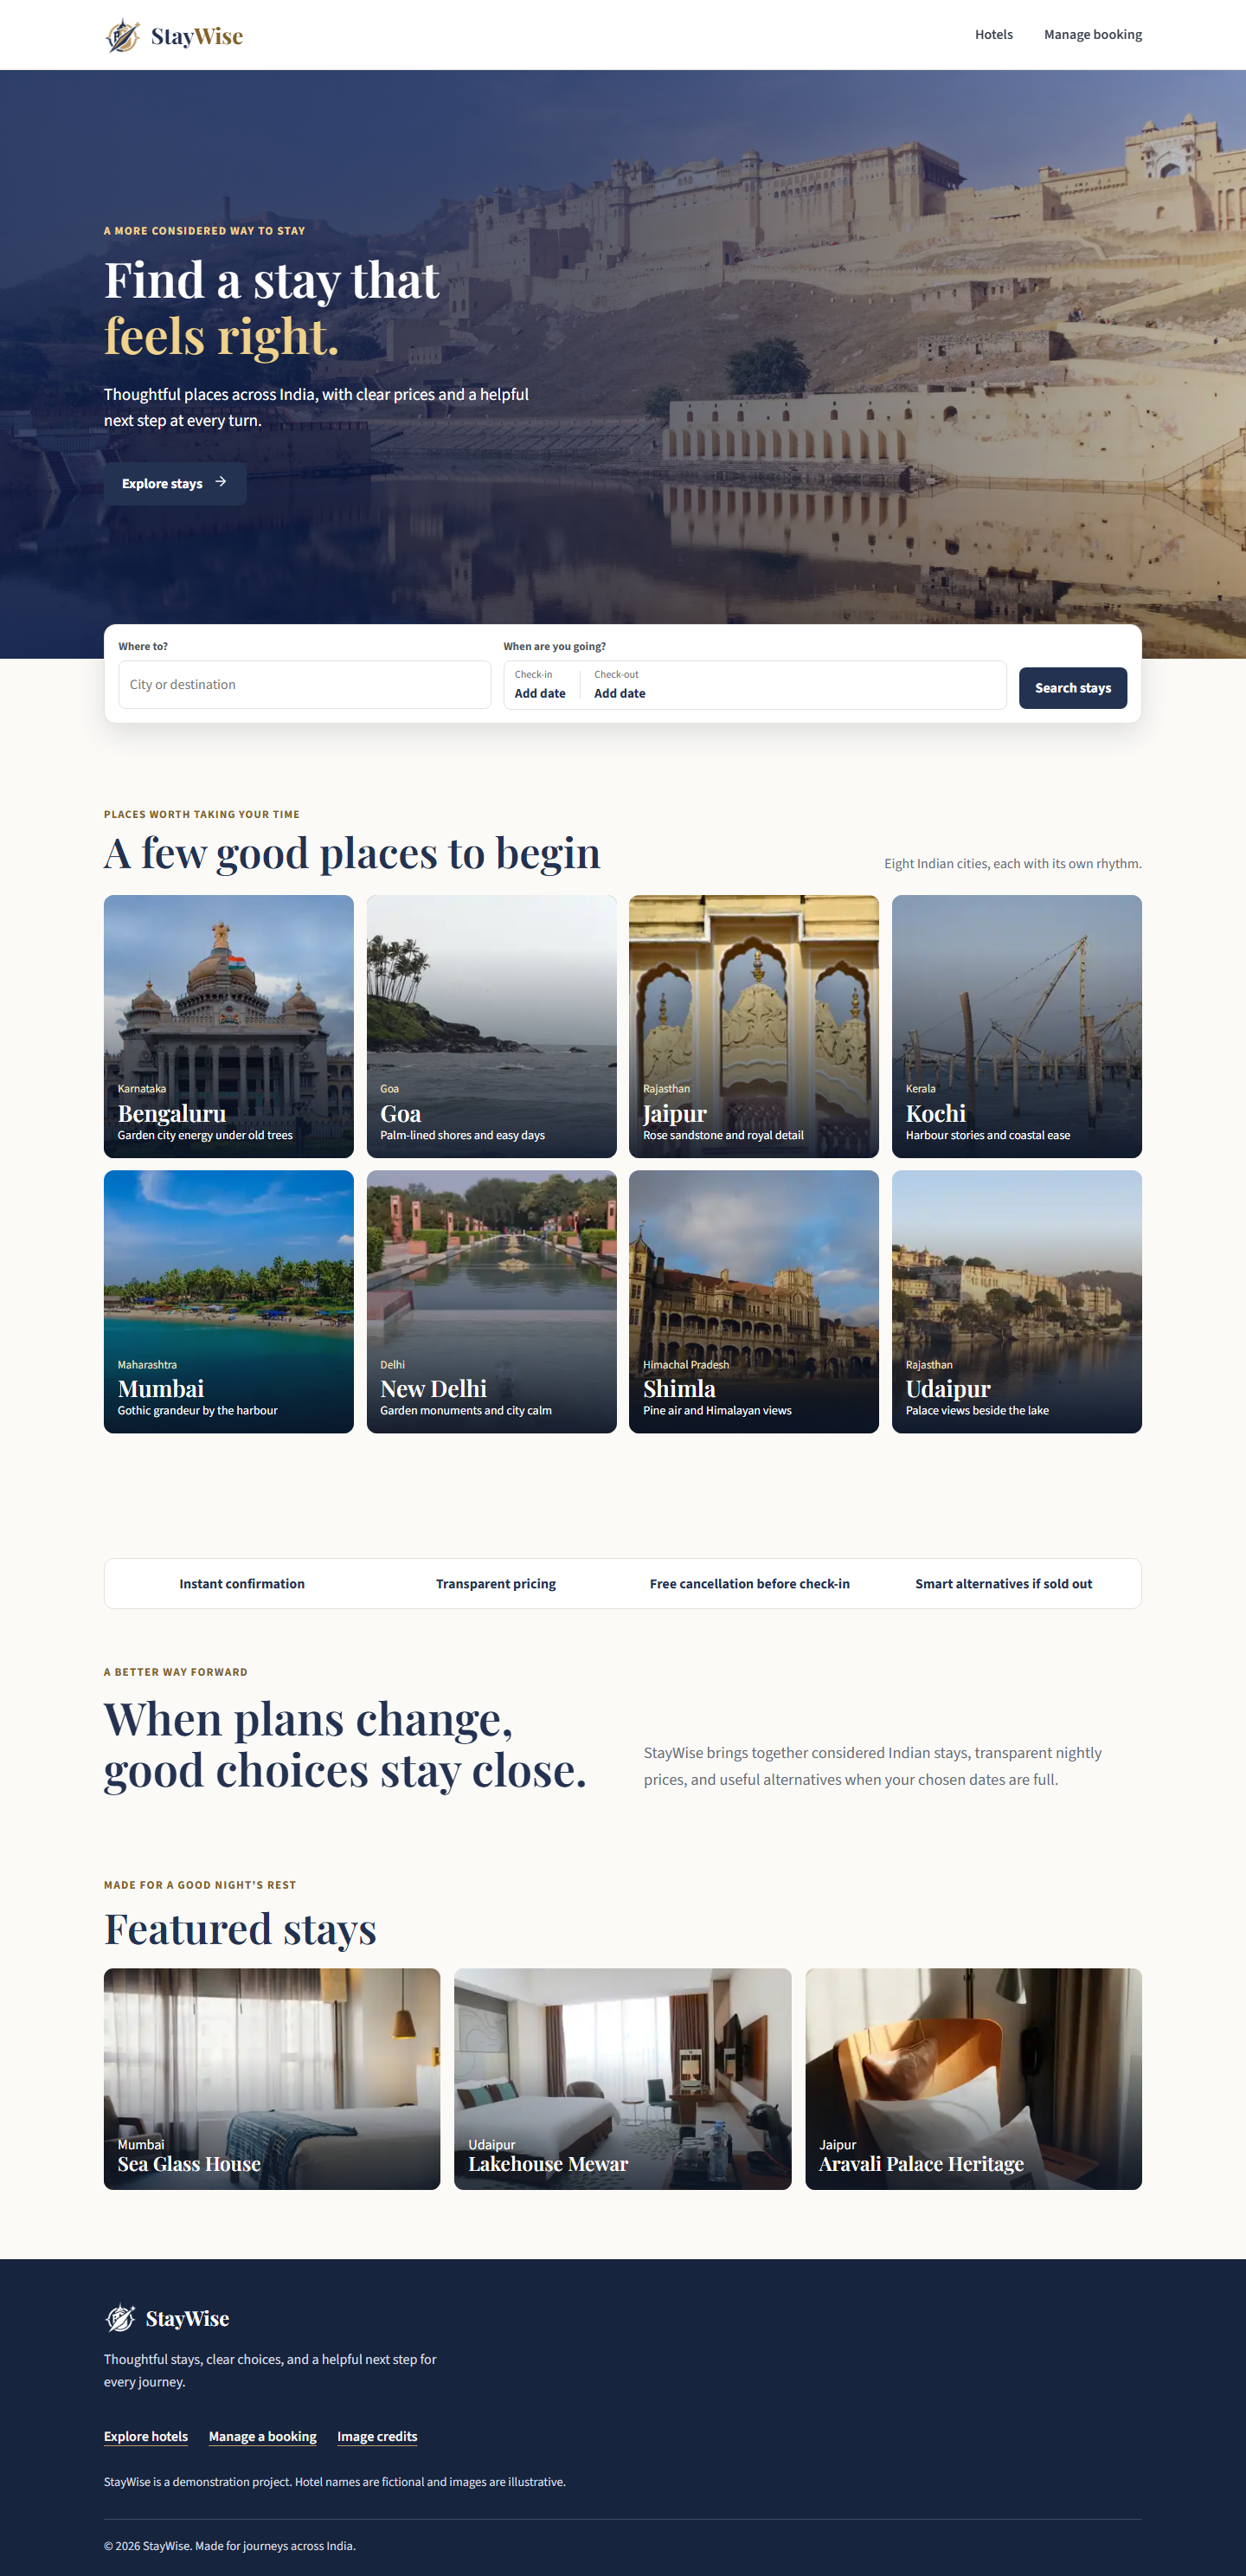 StayWise
Hotels
Manage booking
A MORE CONSIDERED WAY TO STAY
Find a stay that
feels right.
Thoughtful places across India, with clear prices and a helpful
next step at every turn.
Explore stays
Where to?
City or destination
When are you going?
Check-in
Add date
Check-out
Add date
Search stays
PLACES WORTH TAKING YOUR TIME
A few good places to begin
Eight Indian cities, each with its own rhythm.
Karnataka
Bengaluru
Garden city energy under old trees
Goa
Goa
Palm-lined shores and easy days
Rajasthan
Jaipur
Rose sandstone and royal detail
Kerala
Kochi
Harbour stories and coastal ease
Maharashtra
Mumbai
Gothic grandeur by the harbour
Delhi
New Delhi
Garden monuments and city calm
Himachal Pradesh
Shimla
Pine air and Himalayan views
Rajasthan
Udaipur
Palace views beside the lake
Instant confirmation
Transparent pricing
Free cancellation before check-in
Smart alternatives if sold out
A BETTER WAY FORWARD
When plans change,
good choices stay close.
StayWise brings together considered Indian stays, transparent nightly
prices, and useful alternatives when your chosen dates are full.
MADE FOR A GOOD NIGHT'S REST
Featured stays
Mumbai
Sea Glass House
Udaipur
Lakehouse Mewar
Jaipur
Aravali Palace Heritage
StayWise
Thoughtful stays, clear choices, and a helpful next step for
every journey.
Explore hotels
Manage a booking
Image credits
StayWise is a demonstration project. Hotel names are fictional and images are illustrative.
© 2026 StayWise. Made for journeys across India.